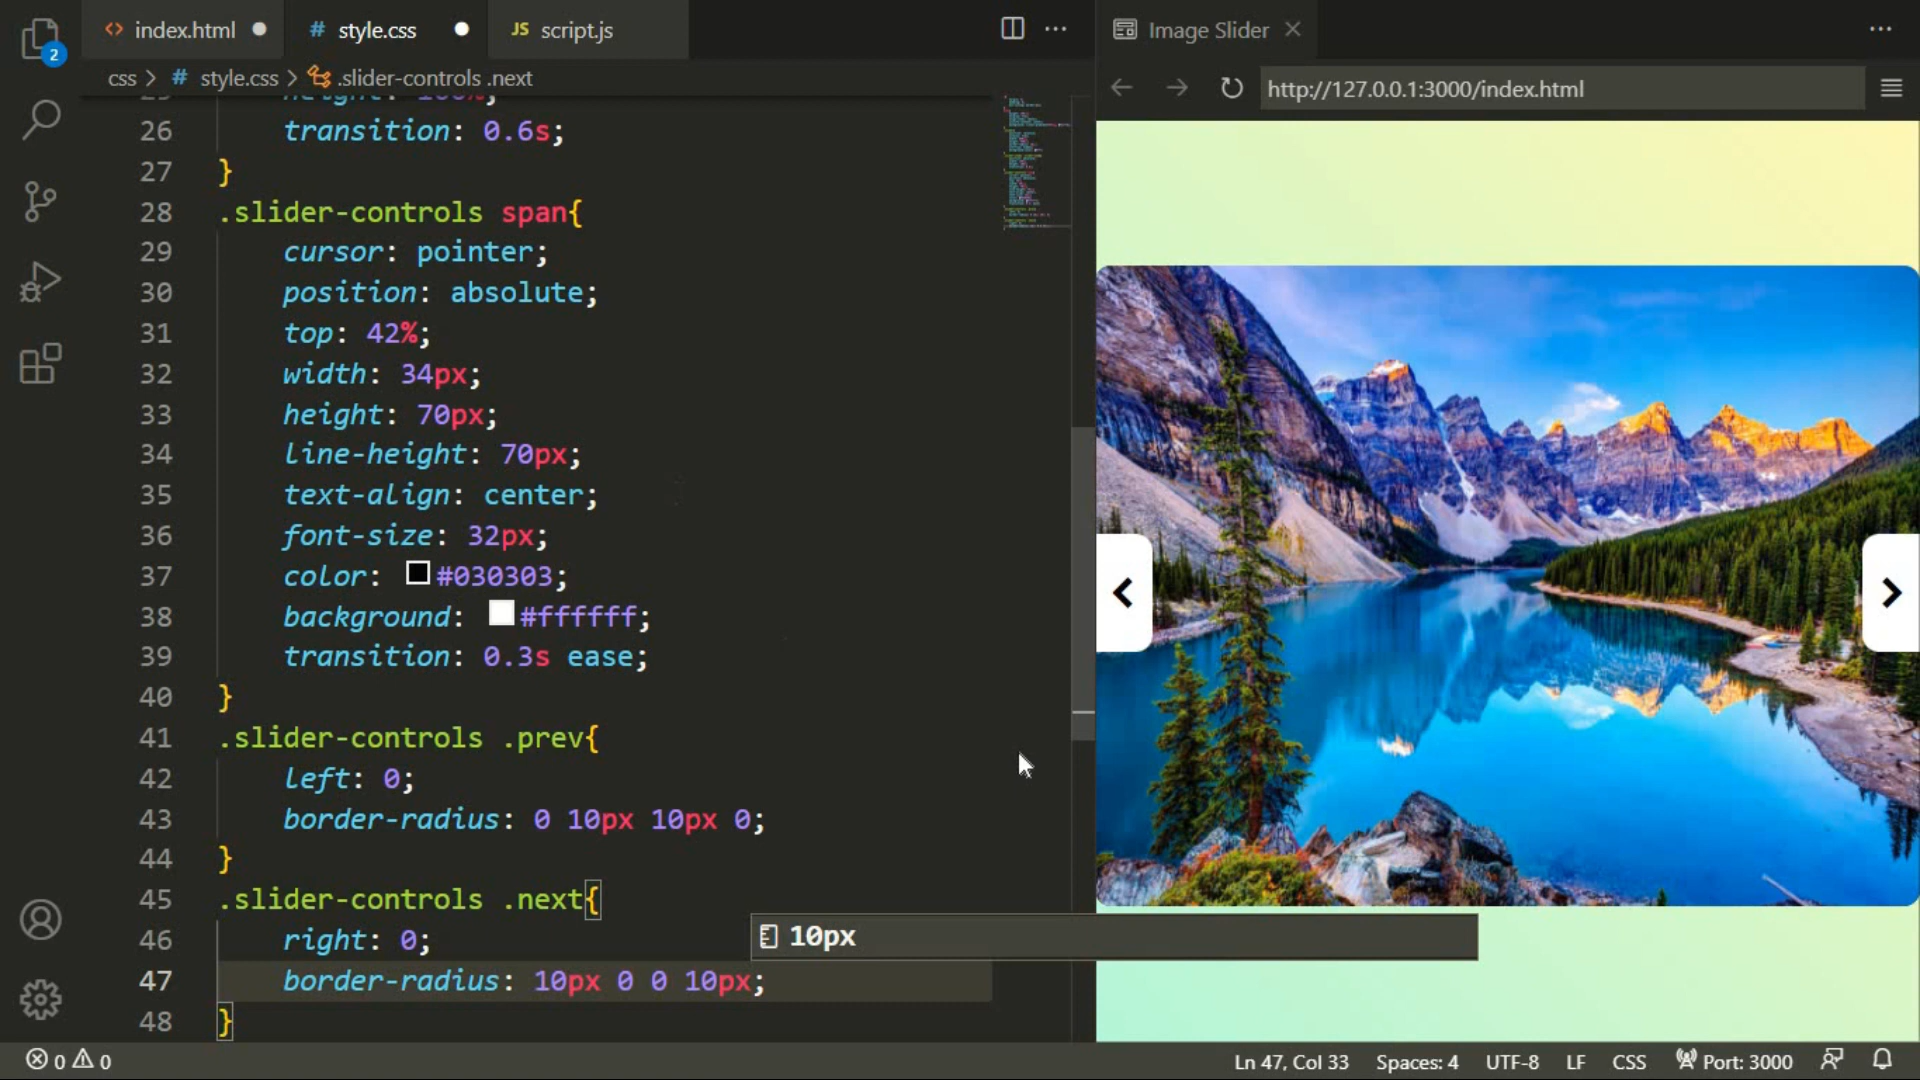 index.html
# style.css
JS script.js
Image Slider
2
css > # style.css > .slider-controls .next
http://127.0.0.1:3000/index.html
26 transition: 0.6s;
27 }
28 .slider-controls span{
29 cursor: pointer;
30 position: absolute;
31 top: 42%;
32 width: 34px;
33 height: 70px;
34 line-height: 70px;
35 text-align: center;
36 font-size: 32px;
37 color: #030303;
38 background: #ffffff;
39 transition: 0.3s ease;
40 }
41 .slider-controls .prev{
42 left: 0;
43 border-radius: 0 10px 10px 0;
44 }
45 .slider-controls .next{
46 right: 0;
10px
47 border-radius: 10px 0 0 10px;
48 }
0 0
Ln 47, Col 33 Spaces: 4 UTF-8 LF CSS Port: 3000